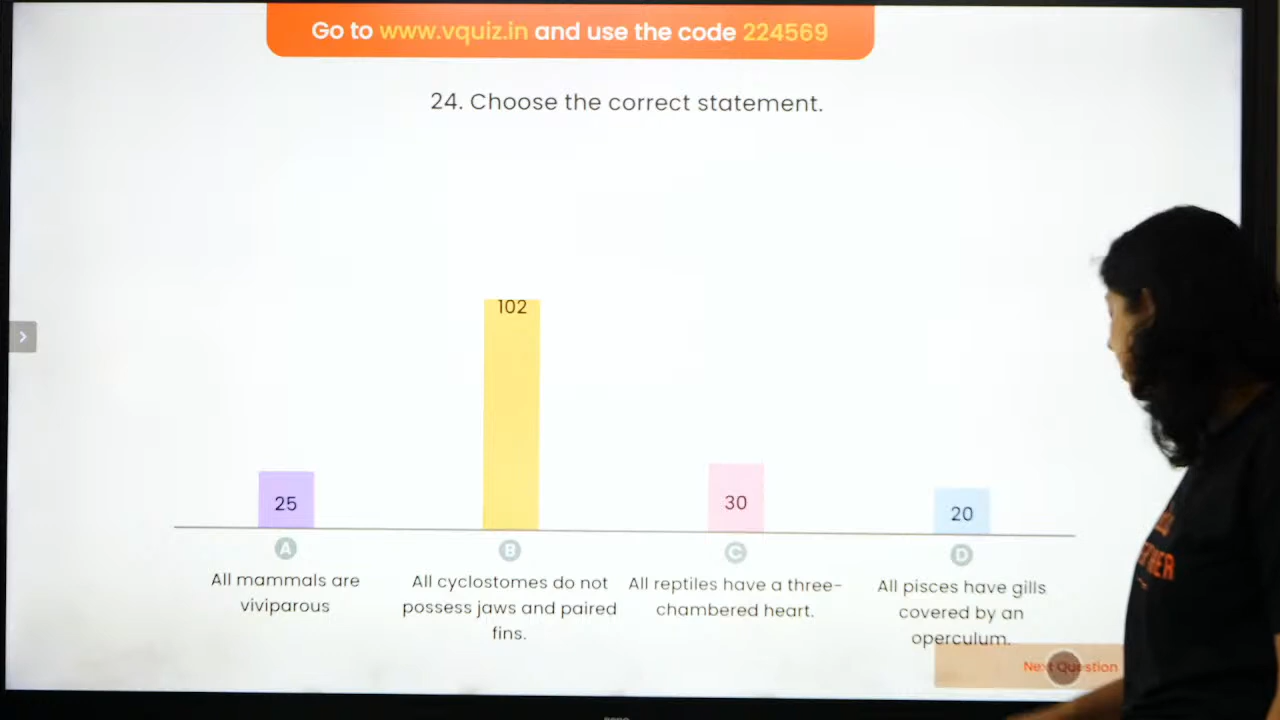 Go to www.vquiz.in and use the code 224569
24. Choose the correct statement.
102
25
30
20
A
B
C
D
All mammals are
viviparous
All cyclostomes do not
possess jaws and paired
fins.
All reptiles have a three-
chambered heart.
All pisces have gills
covered by an
operculum.
Next Question